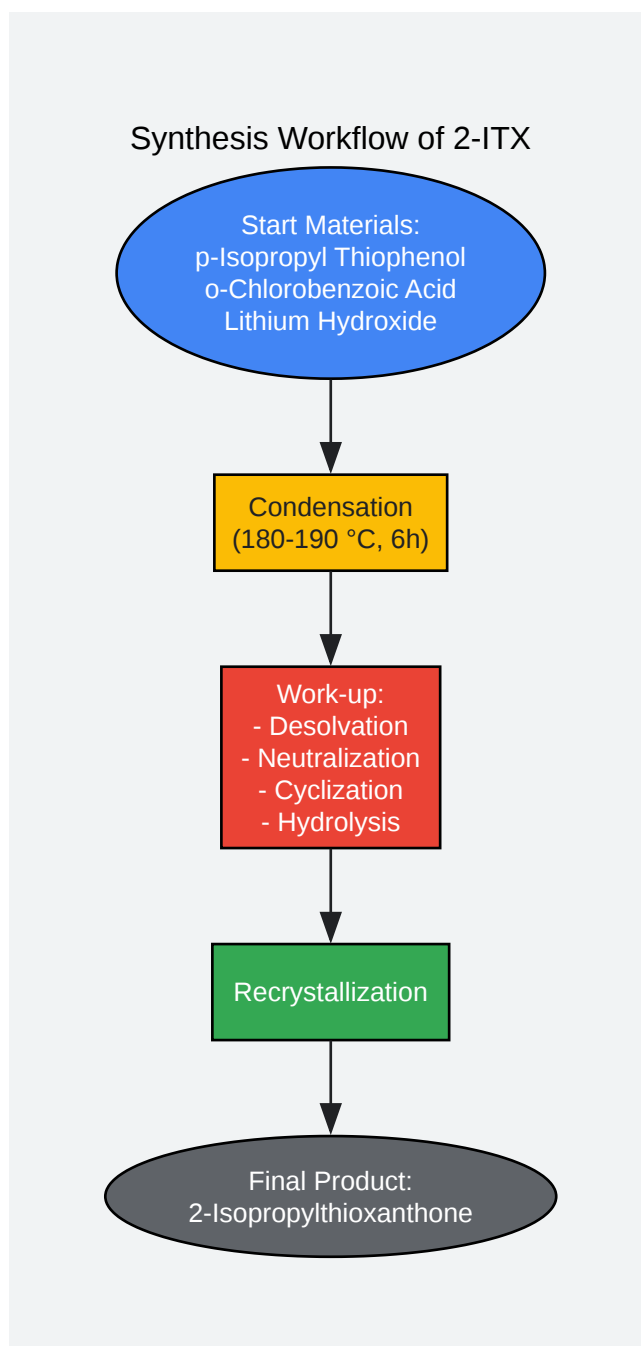 Synthesis Workflow of 2-ITX
Start Materials:
p-Isopropyl Thiophenol
o-Chlorobenzoic Acid
Lithium Hydroxide
Condensation
(180-190 °C, 6h)
Work-up:
- Desolvation
- Neutralization
- Cyclization
- Hydrolysis
Recrystallization
Final Product:
2-Isopropylthioxanthone